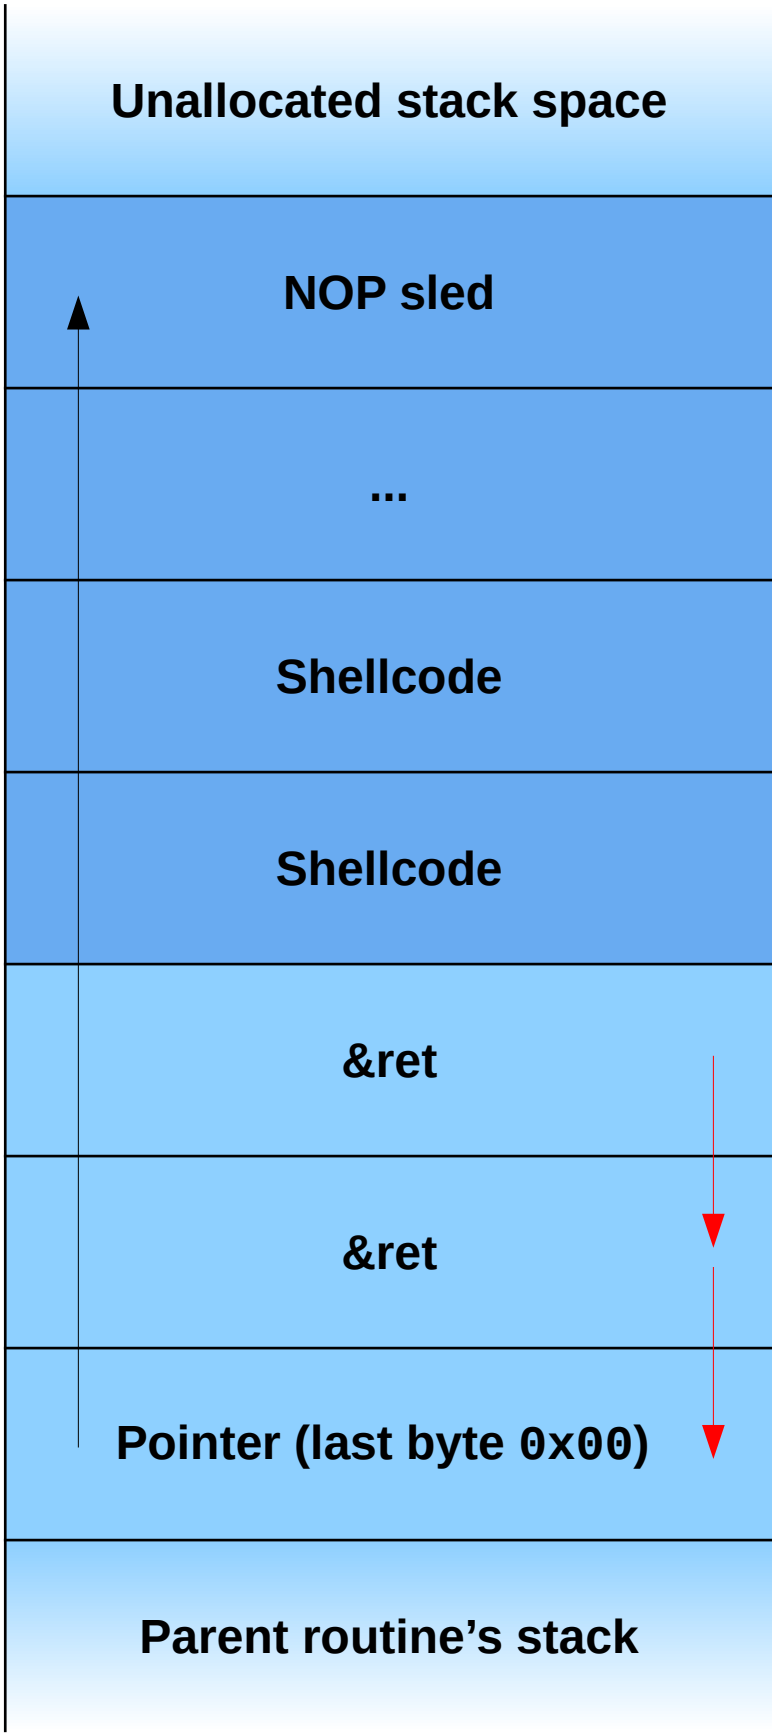 Unallocated stack space
NOP sled
...
Shellcode
Shellcode
&ret
&ret
Pointer (last byte 0x00)
Parent routine’s stack